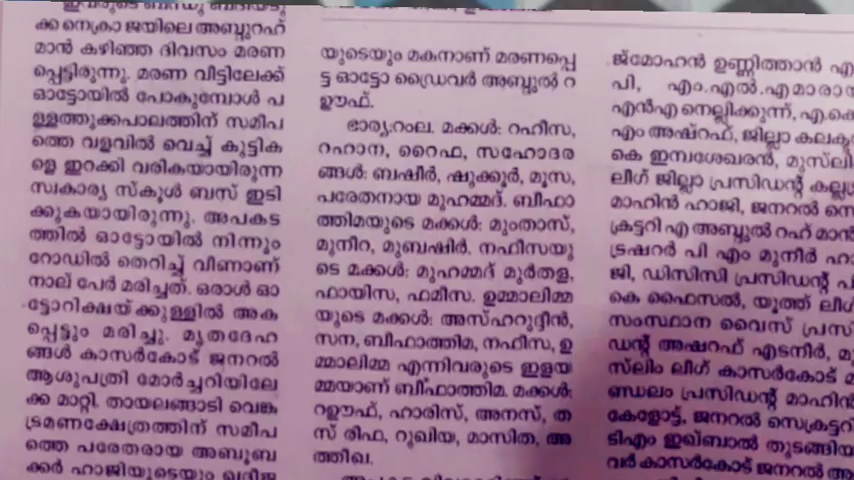 ക്ക നെക്രാജയിലെ അബ്ദുറഹ്
മാൻ കഴിഞ്ഞ ദിവസം മരണ
പ്പെട്ടിരുന്നു. മരണ വീട്ടിലേക്ക്
ഓട്ടോയിൽ പോകുമ്പോൾ പ
ള്ളത്തുക്കപാലത്തിന് സമീപ
ത്തെ വളവിൽ വെച്ച് കുട്ടിക
ളെ ഇറക്കി വരികയായിരുന്ന
സ്വകാര്യ സ്കൂൾ ബസ് ഇടി
ക്കുകയായിരുന്നു. അപകട
ത്തിൽ ഓട്ടോയിൽ നിന്നും
റോഡിൽ തെറിച്ച് വീണാണ്
നാല് പേർ മരിച്ചത്. ഒരാൾ ഓ
ട്ടോറിക്ഷയ്ക്കുള്ളിൽ അക
പ്പെട്ടും മരിച്ചു. മൃതദേഹ
ങ്ങൾ കാസർകോട് ജനറൽ
ആശുപത്രി മോർച്ചറിയിലേ
ക്ക് മാറ്റി. തായലങ്ങാടി വെങ്ക
ട്രമണക്ഷേത്രത്തിന് സമീപ
ത്തെ പരേതരായ അബൂബ
ക്കർ ഹാജിയുടെയും ഖദീജ
യുടെയും മകനാണ് മരണപ്പെ
ട്ട ഓട്ടോ ഡ്രൈവർ അബ്ദുൽ റ
ഊഫ്.
ഭാര്യ:റംല. മക്കൾ: റഹീസ,
റഹാന, റൈഫ, സഹോദര
ങ്ങൾ: ബഷീർ, ഷുക്കൂർ, മൂസ,
പരേതനായ മുഹമ്മദ്. ബീഫാ
ത്തിമയുടെ മക്കൾ: മുംതാസ്,
മുനീറ, മുബഷിർ. നഫീസയു
ടെ മക്കൾ: മുഹമ്മദ് മുർതള,
ഫായിസ, ഫമീസ. ഉമ്മാലിമ്മ
യുടെ മക്കൾ: അസ്ഹറുദ്ദീൻ,
സന, ബീഫാത്തിമ, നഫീസ, ഉ
മ്മാലിമ്മ എന്നിവരുടെ ഇളയ
മ്മയാണ് ബീഫാത്തിമ. മക്കൾ:
റഊഫ്, ഹാരിസ്, അനസ്, ത
സ് രിഫ, റുഖിയ, മാസിത, അ
ത്തീഖ.
ജ്മോഹൻ ഉണ്ണിത്താൻ എ
പി, എം.എൽ.എമാരായ
എൻഎ നെല്ലിക്കുന്ന്, എ.കെ
എം അഷ്റഫ്, ജില്ലാ കലക്ട
കെ ഇമ്പശേഖരൻ, മുസ്ലി
ലീഗ് ജില്ലാ പ്രസിഡന്റ് കല്ലട്ര
മാഹിൻ ഹാജി, ജനറൽ സെ
ക്രട്ടറി എ അബ്ദുൽ റഹ് മാൻ
ട്രഷറർ പി എം മുനീർ ഹാ
ജി, ഡിസിസി പ്രസിഡന്റ് പി
കെ ഫൈസൽ, യൂത്ത് ലീഗ്
സംസ്ഥാന വൈസ് പ്രസി
ഡന്റ് അഷറഫ് എടനീർ, മു
സ്ലിം ലീഗ് കാസർകോട് മ
ണ്ഡലം പ്രസിഡന്റ് മാഹിൻ
കേളോട്ട്, ജനറൽ സെക്രട്ടറി
ടിഎം ഇഖ്ബാൽ തുടങ്ങിയ
വർ കാസർകോട് ജനറൽ ആ